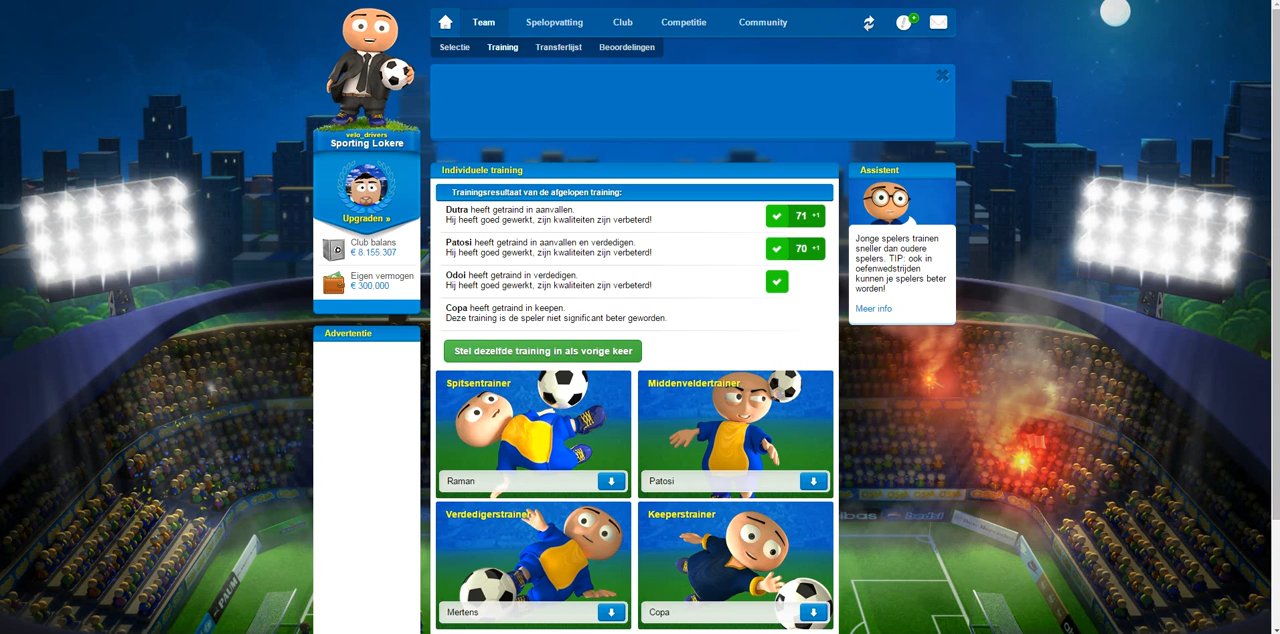 Team
Spelopvatting
Club
Competitie
Community
Selectie
Training
Transferlijst
Beoordelingen
velo_drivers
Sporting Lokere
Upgraden »
Club balans
€ 8.155.307
Eigen vermogen
€ 300.000
Advertentie
Individuele training
Trainingsresultaat van de afgelopen training:
Dutra heeft getraind in aanvallen.
Hij heeft goed gewerkt, zijn kwaliteiten zijn verbeterd!
71 +1
Patosi heeft getraind in aanvallen en verdedigen.
Hij heeft goed gewerkt, zijn kwaliteiten zijn verbeterd!
70 +1
Odoi heeft getraind in verdedigen.
Hij heeft goed gewerkt, zijn kwaliteiten zijn verbeterd!
Copa heeft getraind in keepen.
Deze training is de speler niet significant beter geworden.
Stel dezelfde training in als vorige keer
Spitsentrainer
Raman
Middenveldertrainer
Patosi
Verdedigerstrainer
Mertens
Keeperstrainer
Copa
Assistent
Jonge spelers trainen
sneller dan oudere
spelers. TIP: ook in
oefenwedstrijden
kunnen je spelers beter
worden!
Meer info